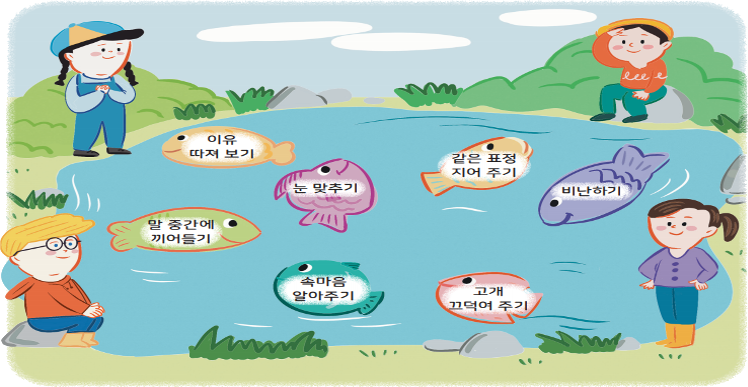 이유
따져 보기
눈 맞추기
같은 표정
지어 주기
비난하기
말 중간에
끼어들기
속마음
알아주기
고개
끄덕여 주기